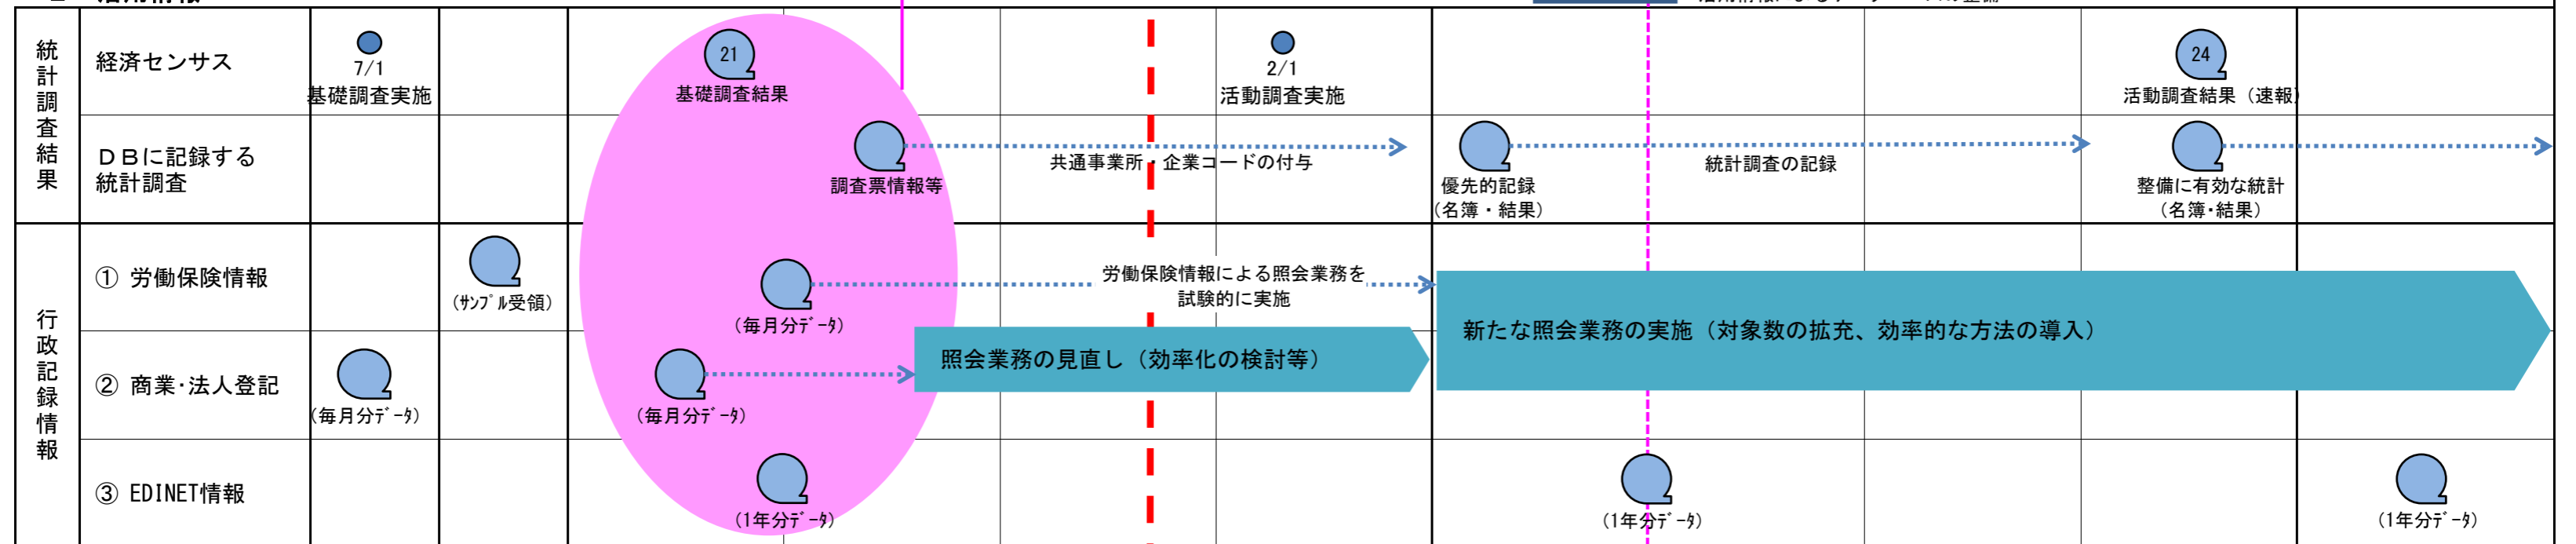 統計調査結果
経済センサス
7/1
基礎調査実施
21
基礎調査結果
2/1
活動調査実施
24
活動調査結果（速報）
ＤＢに記録する
統計調査
調査票情報等
共通事業所・企業コードの付与
優先的記録
（名簿・結果）
統計調査の記録
整備に有効な統計
（名簿・結果）
行政記録情報
① 労働保険情報
（ｻﾝﾌﾟﾙ受領）
（毎月分ﾃﾞｰﾀ）
労働保険情報による照会業務を
試験的に実施
新たな照会業務の実施（対象数の拡充、効率的な方法の導入）
② 商業・法人登記
（毎月分ﾃﾞｰﾀ）
（毎月分ﾃﾞｰﾀ）
照会業務の見直し（効率化の検討等）
③ EDINET情報
（1年分ﾃﾞｰﾀ）
（1年分ﾃﾞｰﾀ）
（1年分ﾃﾞｰﾀ）